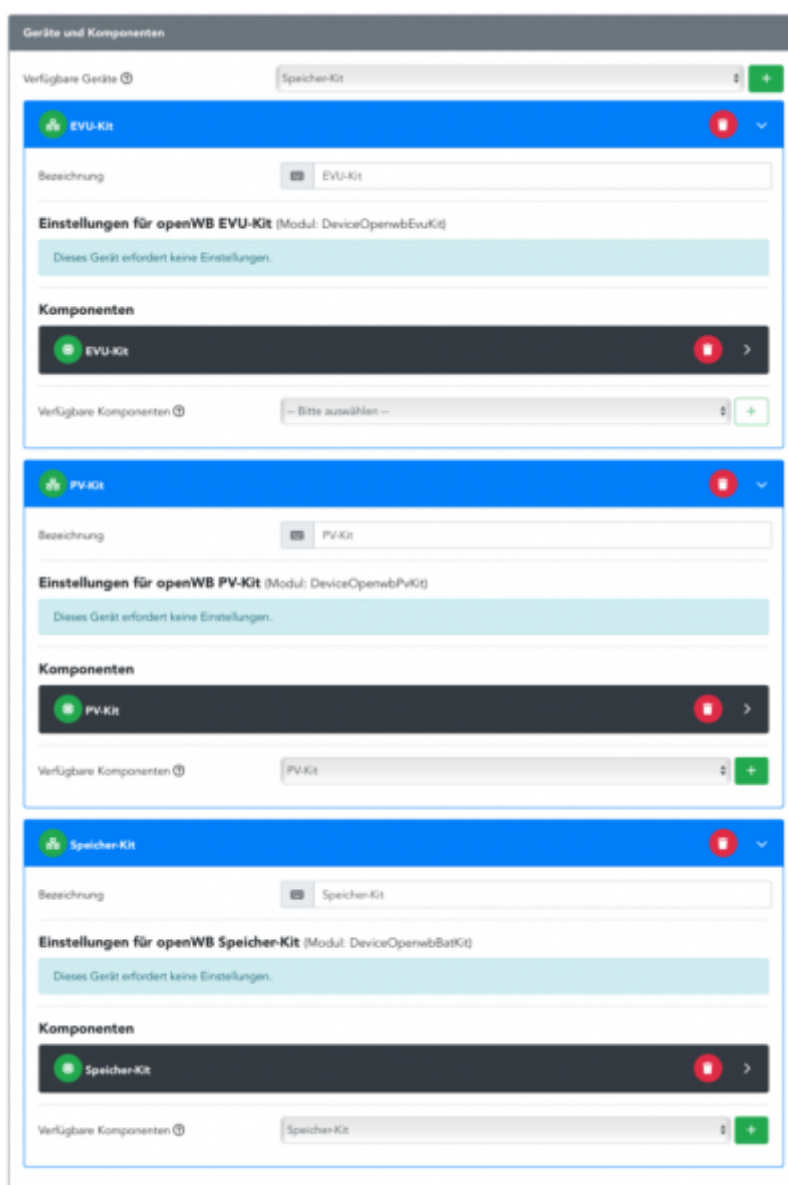 Geräte und Komponenten
Verfügbare Geräte
Speicher-Kit
EVU-Kit
Bezeichnung
EVU-Kit
Einstellungen für openWB EVU-Kit (Modul: DeviceOpenwbEvuKit)
Dieses Gerät erfordert keine Einstellungen.
Komponenten
EVU-Kit
Verfügbare Komponenten
-- Bitte auswählen --
PV-Kit
Bezeichnung
PV-Kit
Einstellungen für openWB PV-Kit (Modul: DeviceOpenwbPvKit)
Dieses Gerät erfordert keine Einstellungen.
Komponenten
PV-Kit
Verfügbare Komponenten
PV-Kit
Speicher-Kit
Bezeichnung
Speicher-Kit
Einstellungen für openWB Speicher-Kit (Modul: DeviceOpenwbBatKit)
Dieses Gerät erfordert keine Einstellungen.
Komponenten
Speicher-Kit
Verfügbare Komponenten
Speicher-Kit